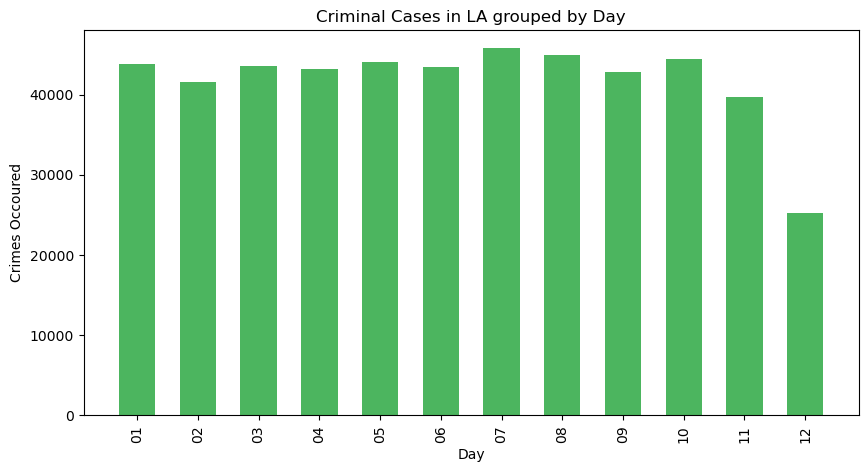 Criminal Cases in LA grouped by Day
Crimes Occoured
40000
30000
20000
10000
0
01 02 03 04 05 06 07 08 09 10 11 12
Day